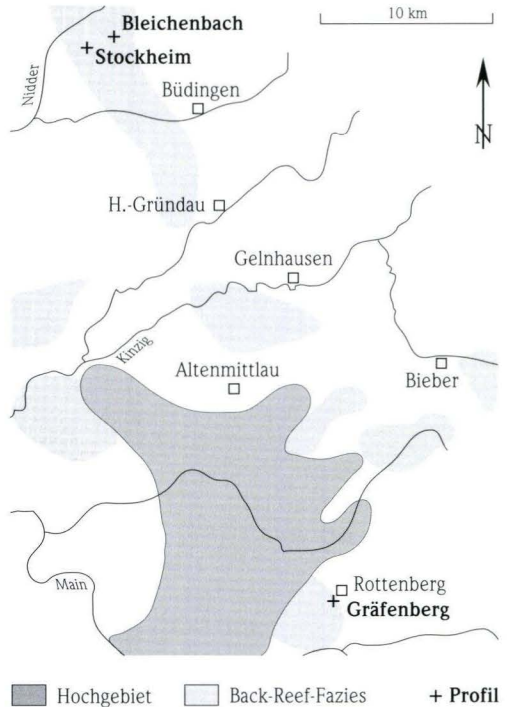 10 km
+ Bleichenbach
+ Stockheim
Nidder
Büdingen
N
H.-Gründau
Gelnhausen
Kinzig
Altenmittlau
Bieber
Main
Rottenberg
+ Gräfenberg
Hochgebiet
Back-Reef-Fazies
+ Profil